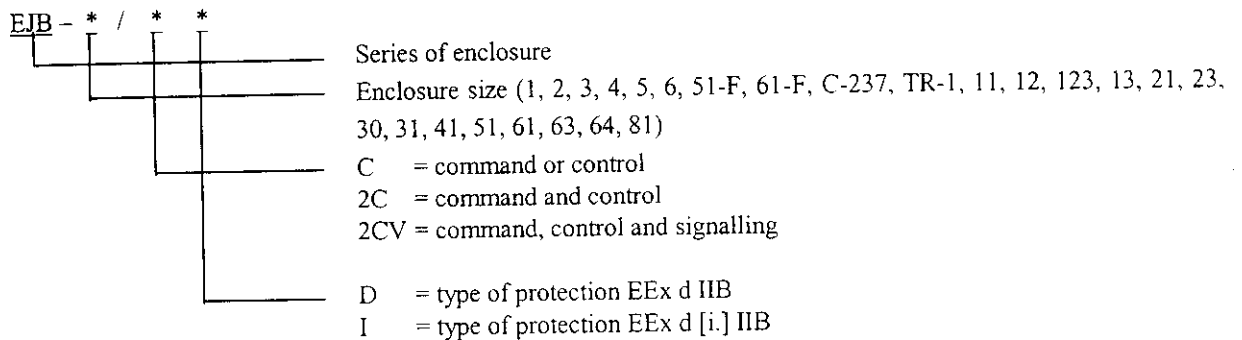 EJB - * / * *
Series of enclosure
Enclosure size (1, 2, 3, 4, 5, 6, 51-F, 61-F, C-237, TR-1, 11, 12, 123, 13, 21, 23,
30, 31, 41, 51, 61, 63, 64, 81)
C = command or control
2C = command and control
2CV = command, control and signalling
D = type of protection EEx d IIB
I = type of protection EEx d [i.] IIB